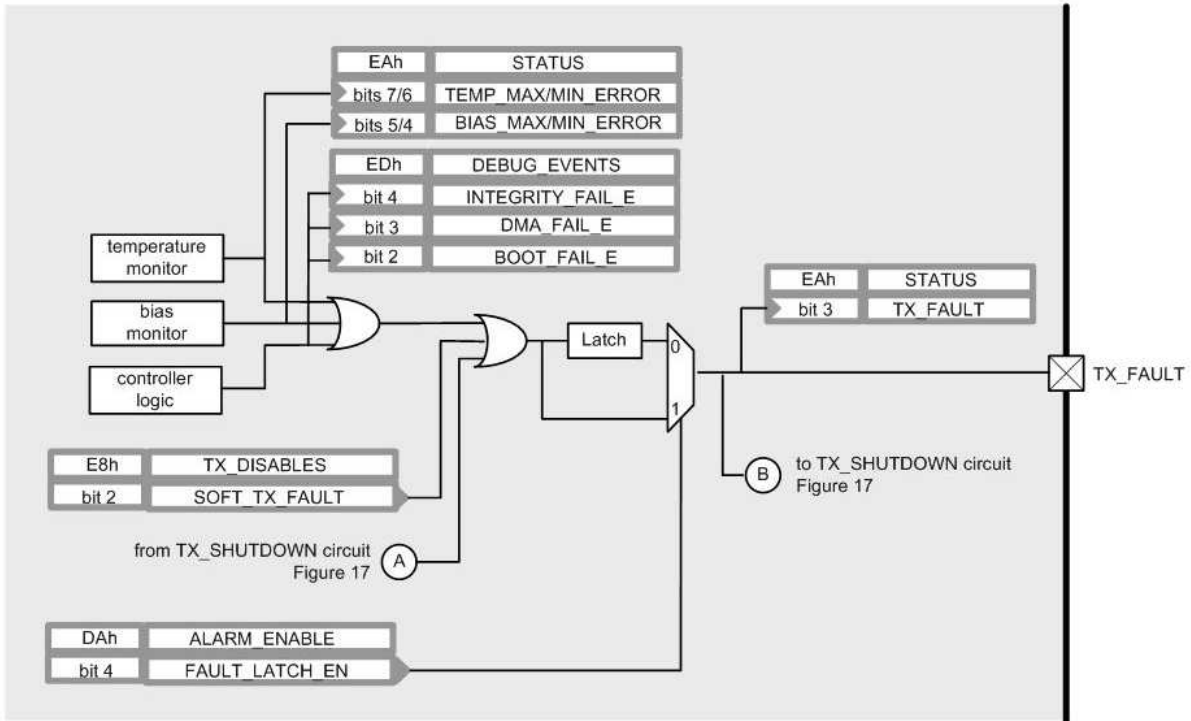 EAh STATUS
bits 7/6 TEMP_MAX/MIN_ERROR
bits 5/4 BIAS_MAX/MIN_ERROR
EDh DEBUG_EVENTS
bit 4 INTEGRITY_FAIL_E
bit 3 DMA_FAIL_E
bit 2 BOOT_FAIL_E
temperature
monitor
bias
monitor
controller
logic
EAh STATUS
bit 3 TX_FAULT
Latch
0
1
TX_FAULT
E8h TX_DISABLES
bit 2 SOFT_TX_FAULT
B
to TX_SHUTDOWN circuit
Figure 17
from TX_SHUTDOWN circuit
Figure 17
A
DAh ALARM_ENABLE
bit 4 FAULT_LATCH_EN